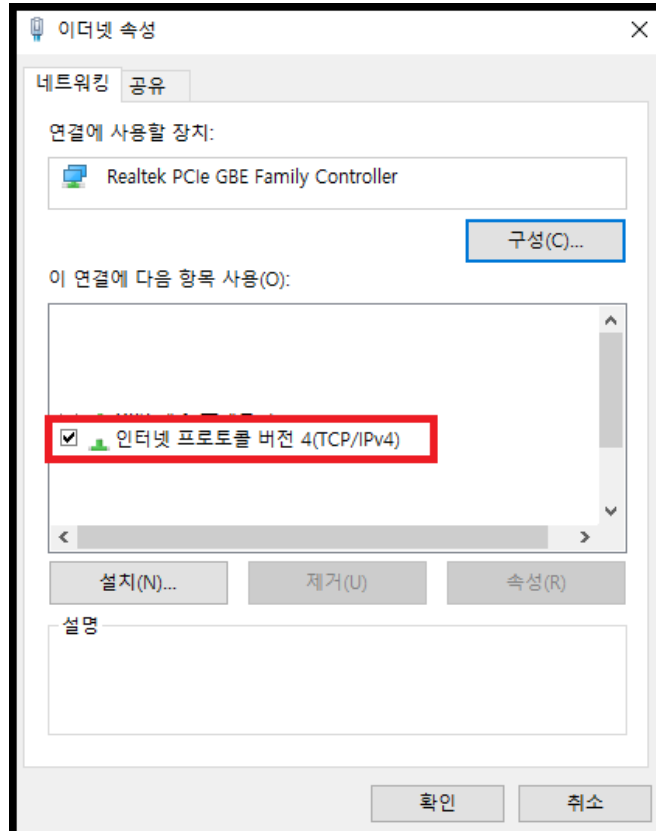 이더넷 속성
네트워킹 공유
연결에 사용할 장치:
Realtek PCIe GBE Family Controller
구성(C)...
이 연결에 다음 항목 사용(O):
인터넷 프로토콜 버전 4(TCP/IPv4)
설치(N)... 제거(U) 속성(R)
설명
확인 취소